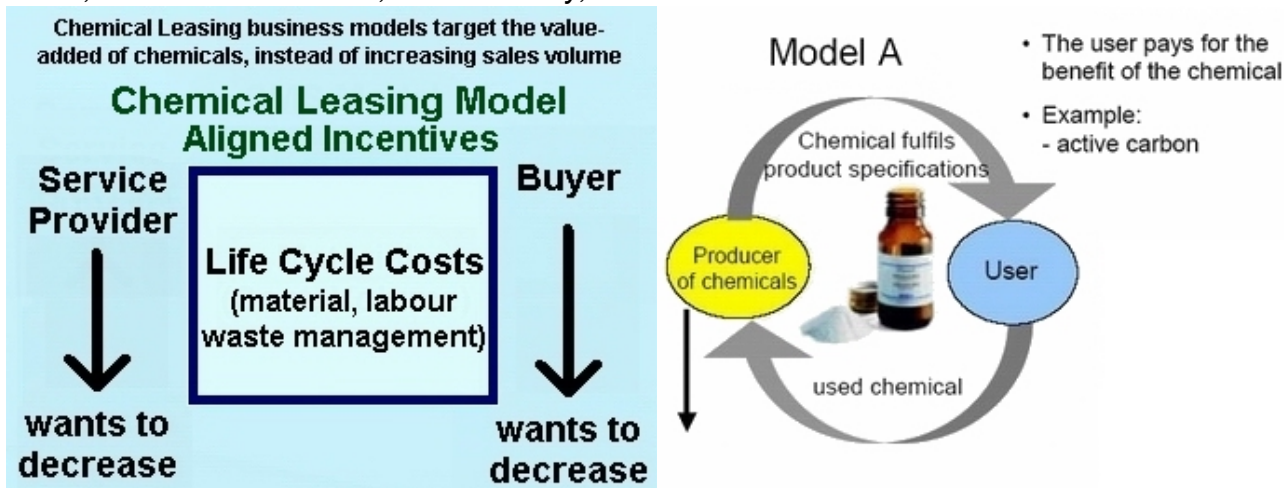 Chemical Leasing business models target the value-
added of chemicals, instead of increasing sales volume
Chemical Leasing Model
Aligned Incentives
Service
Provider
Buyer
Life Cycle Costs
(material, labour
waste management)
wants to
decrease
wants to
decrease
Model A
• The user pays for the
benefit of the chemical
• Example:
- active carbon
Chemical fulfils
product specifications
Producer
of chemicals
User
used chemical